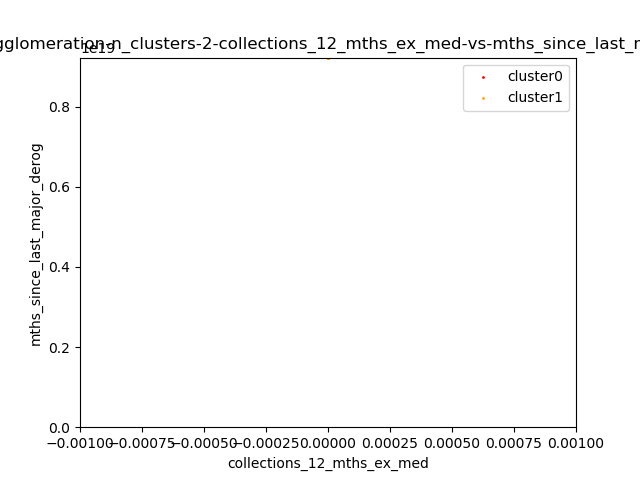 gglomeration-n_clusters-2-collections_12_mths_ex_med-vs-mths_since_last_
1e19
cluster0
cluster1
0.8
0.6
0.4
0.2
0.0
mths_since_last_major_derog
−0.00100 −0.00075 −0.00050 −0.00025 0.00000 0.00025 0.00050 0.00075 0.00100
collections_12_mths_ex_med